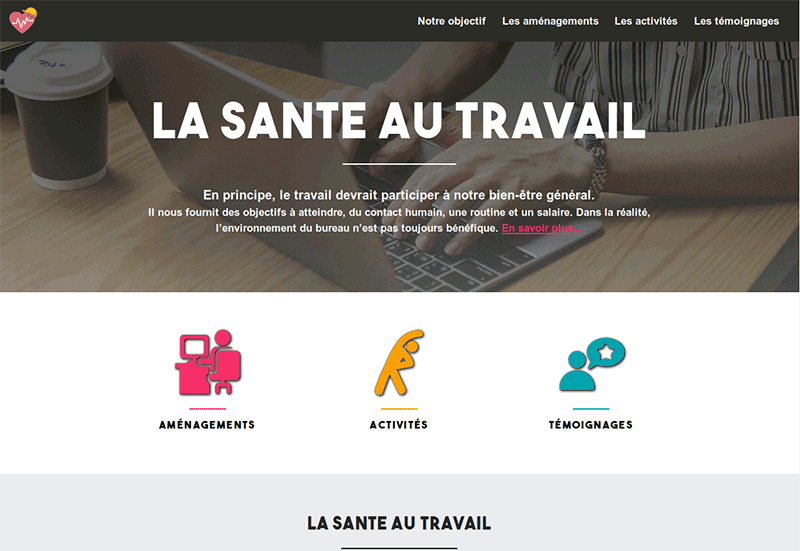 Notre objectif Les aménagements Les activités Les témoignages
LA SANTE AU TRAVAIL
En principe, le travail devrait participer à notre bien-être général.
Il nous fournit des objectifs à atteindre, du contact humain, une routine et un salaire. Dans la réalité,
l'environnement du bureau n'est pas toujours bénéfique. En savoir plus...
AMÉNAGEMENTS ACTIVITÉS TÉMOIGNAGES
LA SANTE AU TRAVAIL